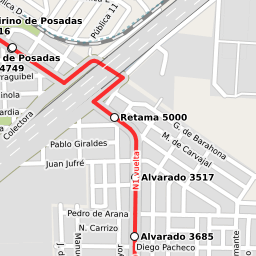 Pública 11
irino de Posadas
16
de Posadas
4749
iraguibel
inola
ardia
Colectora
Retama 5000
G. de Barahona
M. de Carvajal
Pablo Giraldes
Juan Jufré
Alvarado 3517
N1 vuelta
Pedro de Arana
N. Carrizo
Alvarado 3685
Diego Pacheco